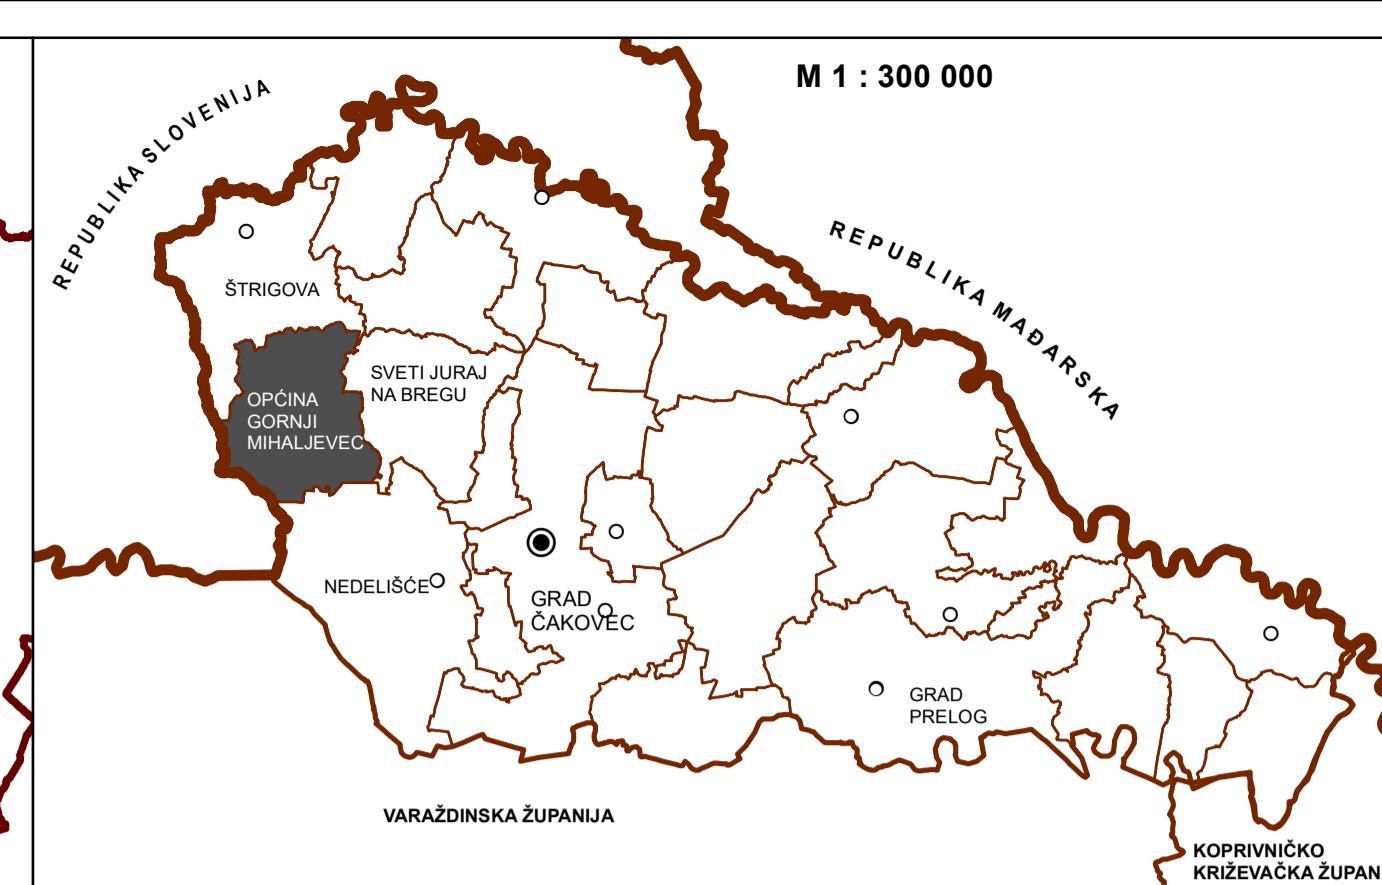 M 1 : 300 000
REPUBLIKA SLOVENIJA
REPUBLIKA MAĐARSKA
ŠTRIGOVA
SVETI JURAJ
NA BREGU
OPĆINA
GORNJI
MIHALJEVEC
NEDELIŠĆE
GRAD
ČAKOVEC
GRAD
PRELOG
VARAŽDINSKA ŽUPANIJA
KOPRIVNIČKO
KRIŽEVAČKA ŽUPAN